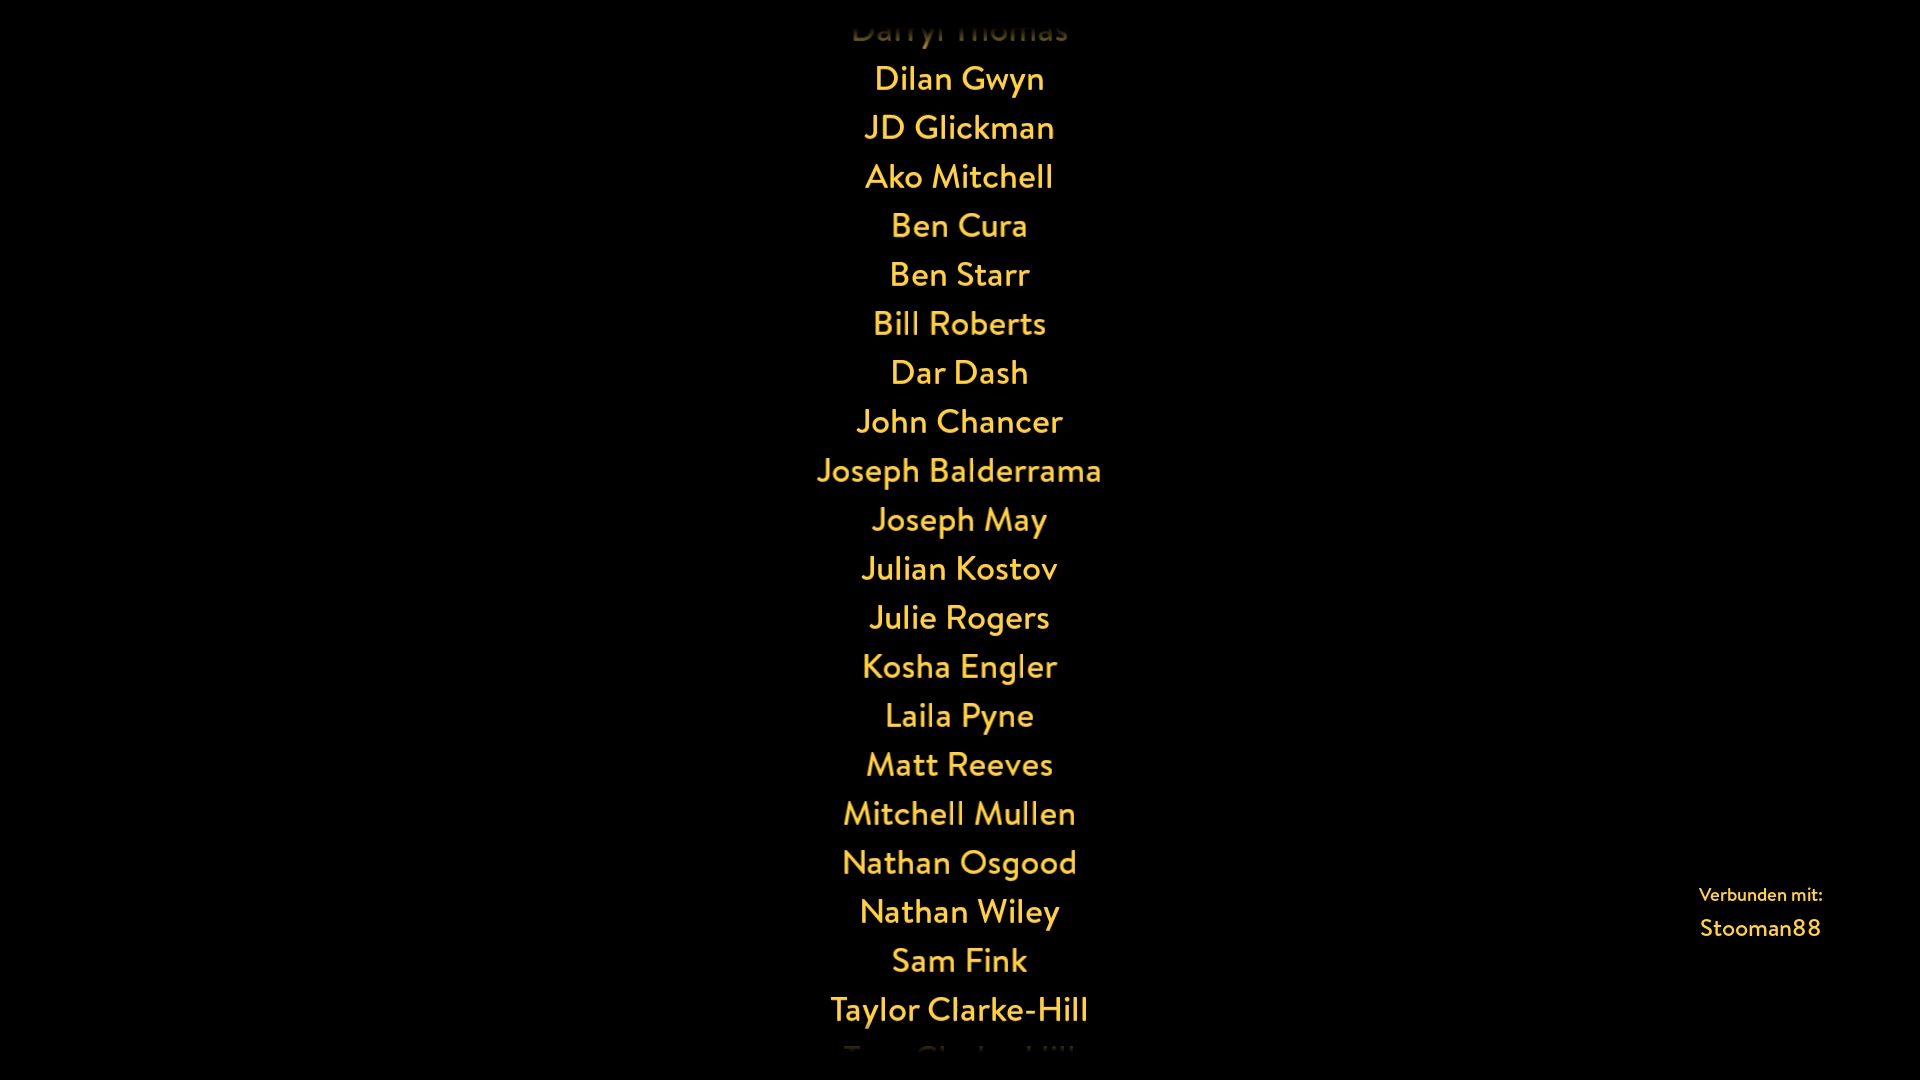 Darryl Thomas
Dilan Gwyn
JD Glickman
Ako Mitchell
Ben Cura
Ben Starr
Bill Roberts
Dar Dash
John Chancer
Joseph Balderrama
Joseph May
Julian Kostov
Julie Rogers
Kosha Engler
Laila Pyne
Matt Reeves
Mitchell Mullen
Nathan Osgood
Nathan Wiley
Sam Fink
Taylor Clarke-Hill
Verbunden mit:
Stooman88